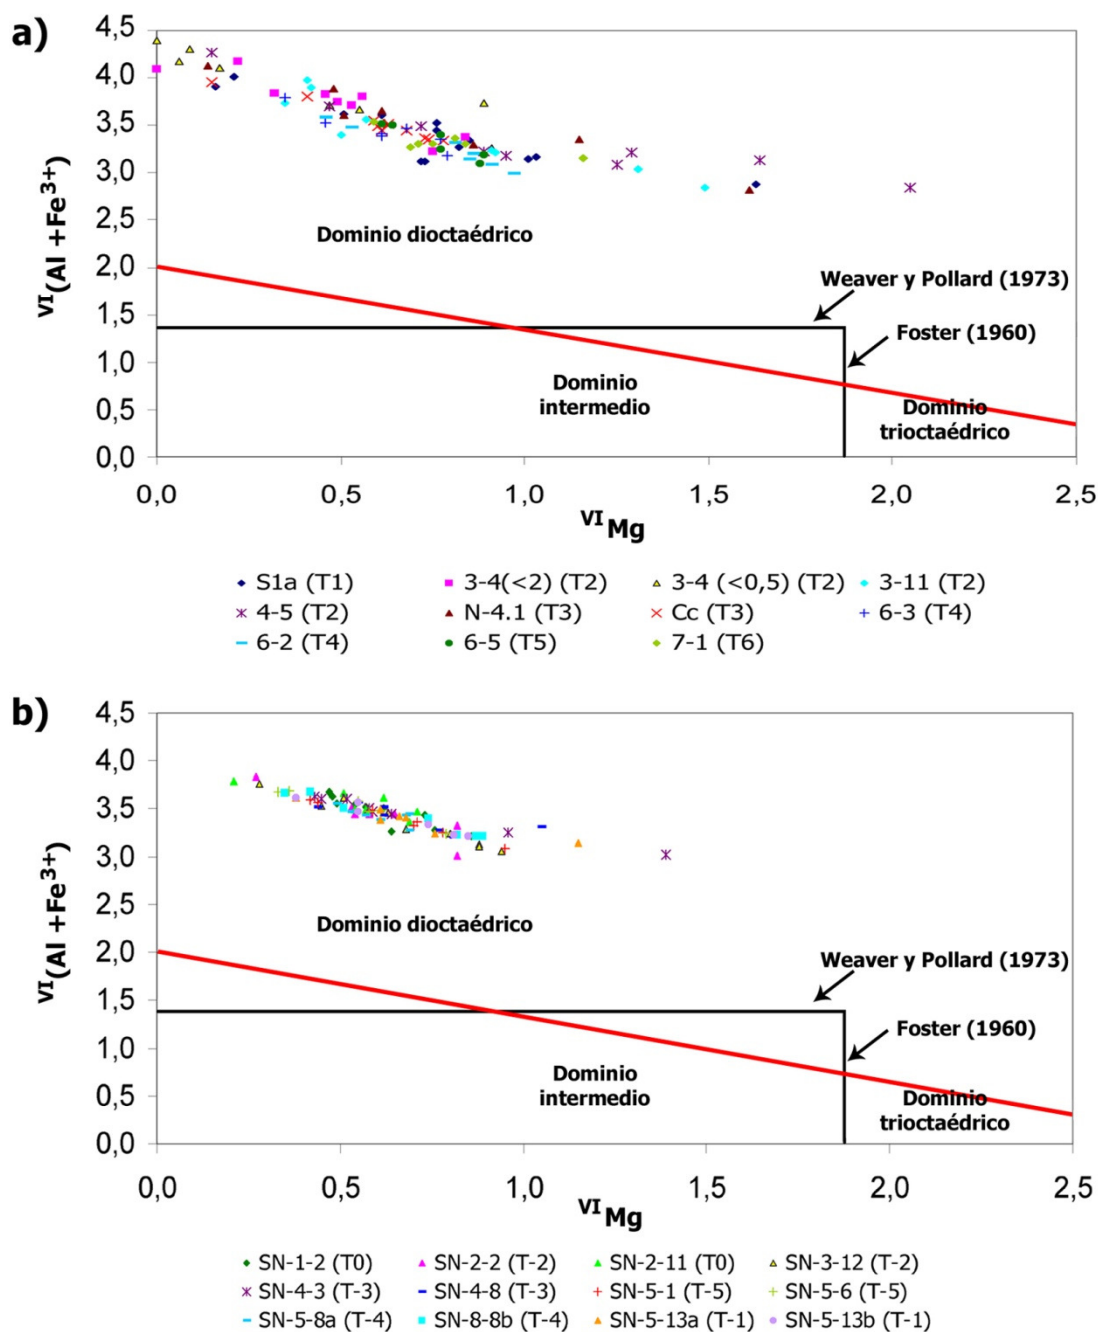 a)
4,5
4,0
3,5
3,0
2,5
2,0
1,5
1,0
0,5
0,0
VI(Al +Fe3+)
Dominio dioctaédrico
Weaver y Pollard (1973)
Foster (1960)
Dominio
intermedio
Dominio
trioctaédrico
0,0 0,5 1,0 1,5 2,0 2,5
VI Mg
S1a (T1) 3-4(<2) (T2) 3-4 (<0,5) (T2) 3-11 (T2)
4-5 (T2) N-4.1 (T3) Cc (T3) 6-3 (T4)
6-2 (T4) 6-5 (T5) 7-1 (T6)
b)
4,5
4,0
3,5
3,0
2,5
2,0
1,5
1,0
0,5
0,0
VI(Al +Fe3+)
Dominio dioctaédrico
Weaver y Pollard (1973)
Foster (1960)
Dominio
intermedio
Dominio
trioctaédrico
0,0 0,5 1,0 1,5 2,0 2,5
VI Mg
SN-1-2 (T0) SN-2-2 (T-2) SN-2-11 (T0) SN-3-12 (T-2)
SN-4-3 (T-3) SN-4-8 (T-3) SN-5-1 (T-5) SN-5-6 (T-5)
SN-5-8a (T-4) SN-8-8b (T-4) SN-5-13a (T-1) SN-5-13b (T-1)